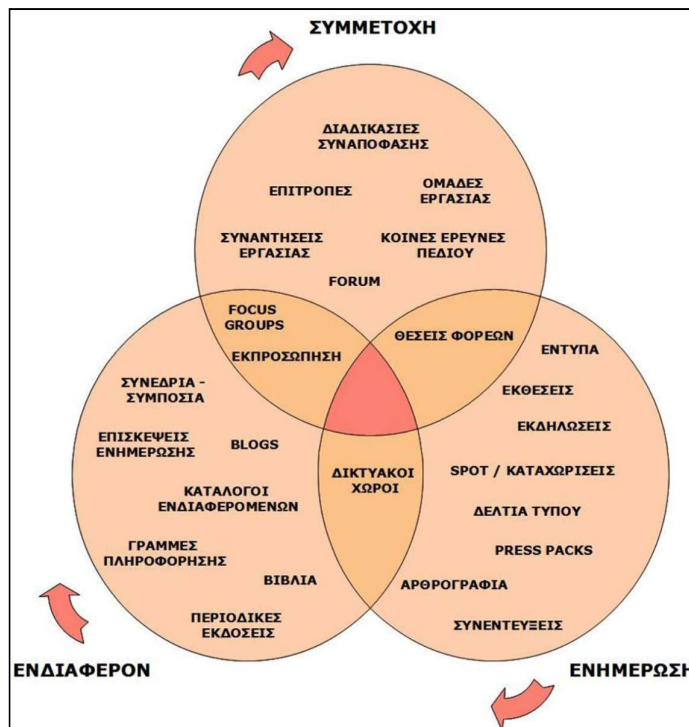 ΣΥΜΜΕΤΟΧΗ
ΔΙΑΔΙΚΑΣΙΕΣ
ΣΥΝΑΠΟΦΑΣΗΣ
ΕΠΙΤΡΟΠΕΣ
ΟΜΑΔΕΣ
ΕΡΓΑΣΙΑΣ
ΣΥΝΑΝΤΗΣΕΙΣ
ΕΡΓΑΣΙΑΣ
ΚΟΙΝΕΣ ΕΡΕΥΝΕΣ
ΠΕΔΙΟΥ
FORUM
FOCUS
GROUPS
ΕΚΠΡΟΣΩΠΗΣΗ
ΘΕΣΕΙΣ ΦΟΡΕΩΝ
ΣΥΝΕΔΡΙΑ -
ΣΥΜΠΟΣΙΑ
ΕΠΙΣΚΕΨΕΙΣ
ΕΝΗΜΕΡΩΣΗΣ
BLOGS
ΚΑΤΑΛΟΓΟΙ
ΕΝΔΙΑΦΕΡΟΜΕΝΩΝ
ΓΡΑΜΜΕΣ
ΠΛΗΡΟΦΟΡΗΣΗΣ
ΒΙΒΛΙΑ
ΠΕΡΙΟΔΙΚΕΣ
ΕΚΔΟΣΕΙΣ
ΔΙΚΤΥΑΚΟΙ
ΧΩΡΟΙ
ΕΝΤΥΠΑ
ΕΚΘΕΣΕΙΣ
ΕΚΔΗΛΩΣΕΙΣ
SPOT / ΚΑΤΑΧΩΡΙΣΕΙΣ
ΔΕΛΤΙΑ ΤΥΠΟΥ
PRESS PACKS
ΑΡΘΡΟΓΡΑΦΙΑ
ΣΥΝΕΝΤΕΥΞΕΙΣ
ΕΝΔΙΑΦΕΡΟΝ
ΕΝΗΜΕΡΩΣΗ